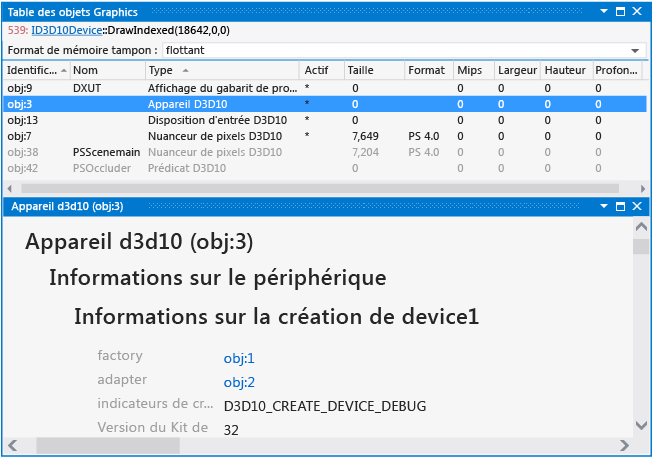 Table des objets Graphics
539: ID3D10Device::DrawIndexed(18642,0,0)
Format de mémoire tampon : flottant
Identific... Nom Type Actif Taille Format Mips Largeur Hauteur Profon...
obj:9 DXUT Affichage du gabarit de pro... * 0 0 0 0 0
obj:3 Appareil D3D10 * 0 0 0 0 0
obj:13 Disposition d'entrée D3D10 * 0 0 0 0 0
obj:7 Nuanceur de pixels D3D10 * 7,649 PS 4.0 0 0 0 0
obj:38 PSScenemain Nuanceur de pixels D3D10 7,204 PS 4.0 0 0 0 0
obj:42 PSOccluder Prédicat D3D10 0 0 0 0 0
Appareil d3d10 (obj:3)
Appareil d3d10 (obj:3)
Informations sur le périphérique
Informations sur la création de device1
factory obj:1
adapter obj:2
indicateurs de cr... D3D10_CREATE_DEVICE_DEBUG
Version du Kit de 32